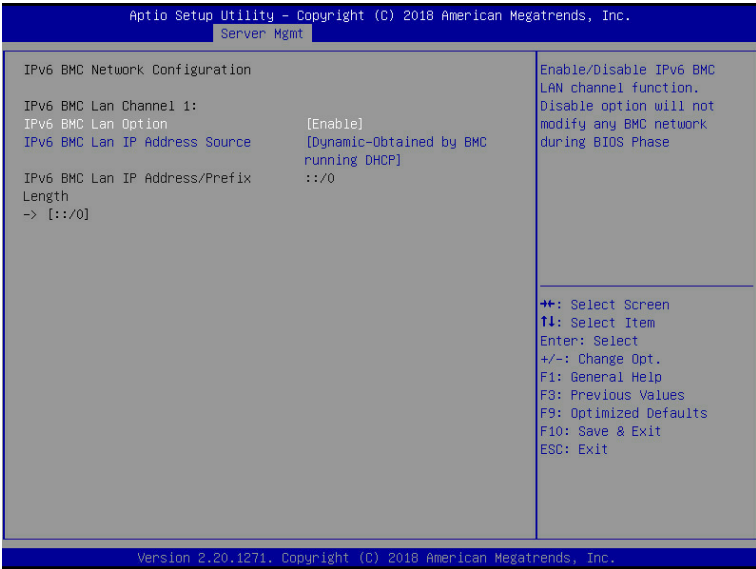 Aptio Setup Utility – Copyright (C) 2018 American Megatrends, Inc.
Server Mgmt
IPv6 BMC Network Configuration
IPv6 BMC Lan Channel 1:
IPv6 BMC Lan Option [Enable]
IPv6 BMC Lan IP Address Source [Dynamic-Obtained by BMC
running DHCP]
IPv6 BMC Lan IP Address/Prefix ::/0
Length
-> [::/0]
Enable/Disable IPv6 BMC
LAN channel function.
Disable option will not
modify any BMC network
during BIOS Phase
→←: Select Screen
↑↓: Select Item
Enter: Select
+/-: Change Opt.
F1: General Help
F3: Previous Values
F9: Optimized Defaults
F10: Save & Exit
ESC: Exit
Version 2.20.1271. Copyright (C) 2018 American Megatrends, Inc.